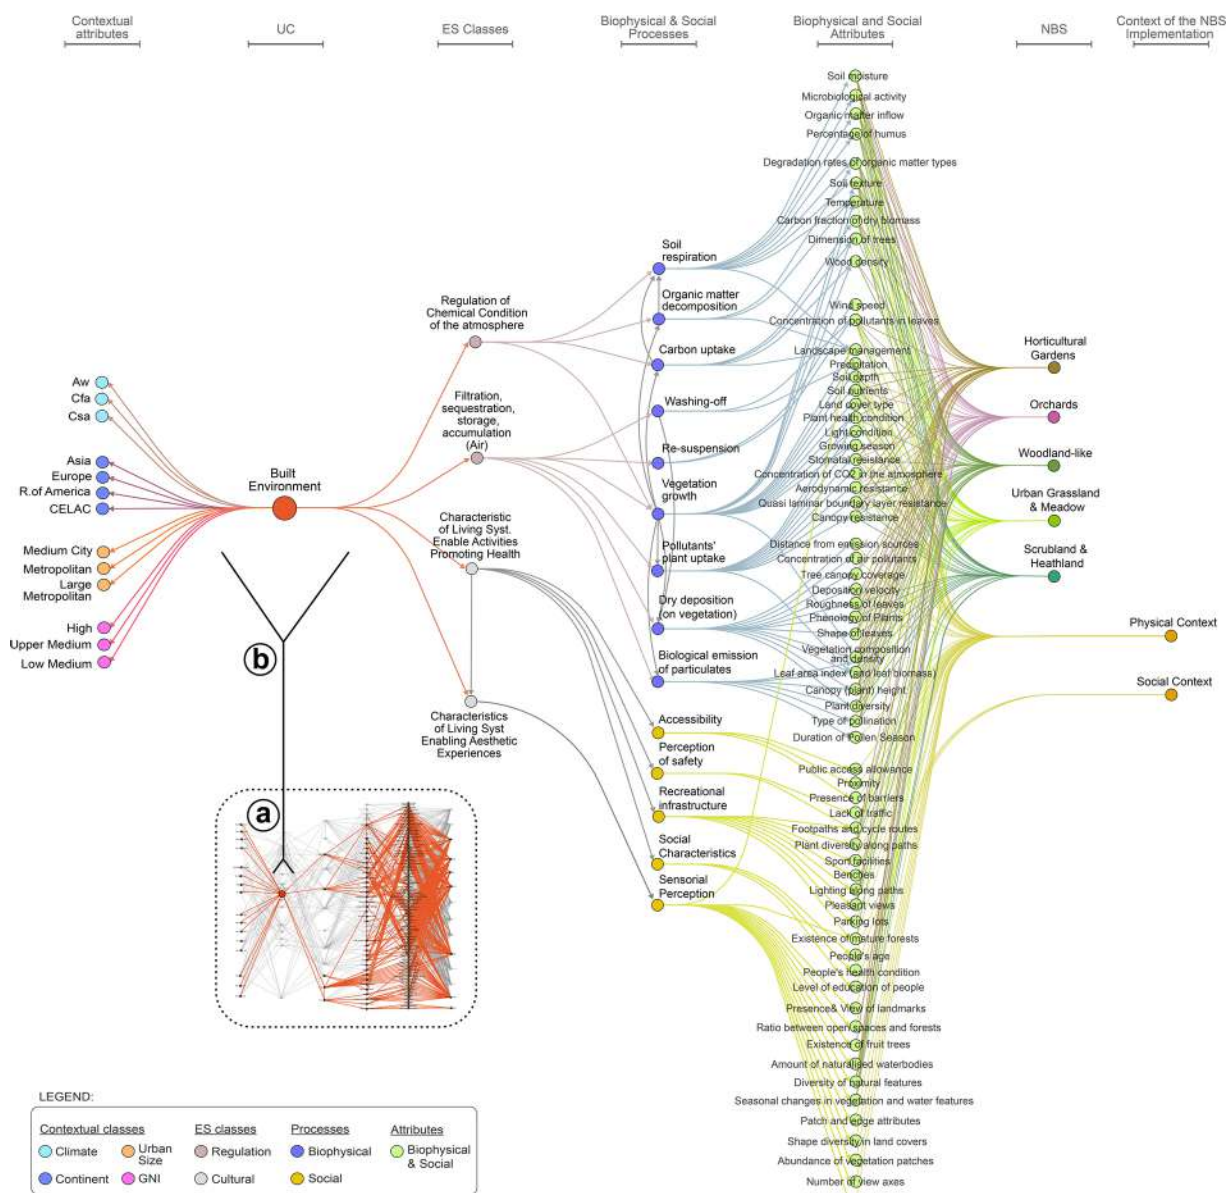 Contextual
attributes
UC
ES Classes
Biophysical & Social
Processes
Biophysical and Social
Attributes
NBS
Context of the NBS
Implementation
Aw
Cfa
Csa
Asia
Europe
R.of America
CELAC
Medium City
Metropolitan
Large
Metropolitan
High
Upper Medium
Low Medium
Built
Environment
Regulation of
Chemical Condition
of the atmosphere
Filtration,
sequestration,
storage,
accumulation
(Air)
Characteristic
of Living Syst.
Enable Activities
Promoting Health
Characteristics
of Living Syst
Enabling Aesthetic
Experiences
Soil
respiration
Organic matter
decomposition
Carbon uptake
Washing-off
Re-suspension
Vegetation
growth
Pollutants'
plant uptake
Dry deposition
(on vegetation)
Biological emission
of particulates
Accessibility
Perception
of safety
Recreational
infrastructure
Social
Characteristics
Sensorial
Perception
Soil moisture
Microbiological activity
Organic matter inflow
Percentage of humus
Degradation rates of organic matter types
Soil texture
Temperature
Carbon fraction of dry biomass
Dimension of trees
Wood density
Wind speed
Concentration of pollutants in leaves
Landscape management
Precipitation
Soil depth
Soil nutrients
Land cover type
Plant health condition
Light condition
Growing season
Stomatal resistance
Concentration of CO2 in the atmosphere
Aerodynamic resistance
Quasi laminar boundary layer resistance
Canopy resistance
Distance from emission sources
Concentration of air pollutants
Tree canopy coverage
Deposition velocity
Roughness of leaves
Phenology of Plants
Shape of leaves
Vegetation composition
and density
Leaf area index (and leaf biomass)
Canopy (plant) height
Plant diversity
Type of pollination
Duration of Pollen Season
Public access allowance
Proximity
Presence of barriers
Lack of traffic
Footpaths and cycle routes
Plant diversity along paths
Sport facilities
Benches
Lighting along paths
Pleasant views
Parking lots
Existence of mature forests
People's age
People's health condition
Level of education of people
Presence& View of landmarks
Ratio between open spaces and forests
Existence of fruit trees
Amount of naturalised waterbodies
Diversity of natural features
Seasonal changes in vegetation and water features
Patch and edge attributes
Shape diversity in land covers
Abundance of vegetation patches
Number of view axes
Horticultural
Gardens
Orchards
Woodland-like
Urban Grassland
& Meadow
Scrubland &
Heathland
Physical Context
Social Context
b
a
LEGEND:
Contextual classes
Climate
Urban
Size
Continent
GNI
ES classes
Regulation
Cultural
Processes
Biophysical
Social
Attributes
Biophysical
& Social